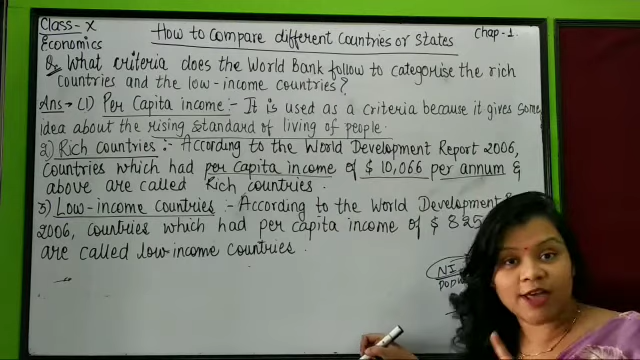 Class-X
Economics
How to Compare different Countries or States
Chap-1.
Q. What criteria does the World Bank follow to categorise the rich
countries and the low-income countries?
Ans → (1) Per Capita income :- It is used as a criteria because it gives some
idea about the rising standard of living of people.
2) Rich countries :- According to the World Development Report 2006,
Countries which had per capita income of $ 10,066 per annum &
above are called Rich countries.
3) Low-income countries :- According to the World Development
2006, countries which had per capita income of $ 825
are called low-income countries.
NI